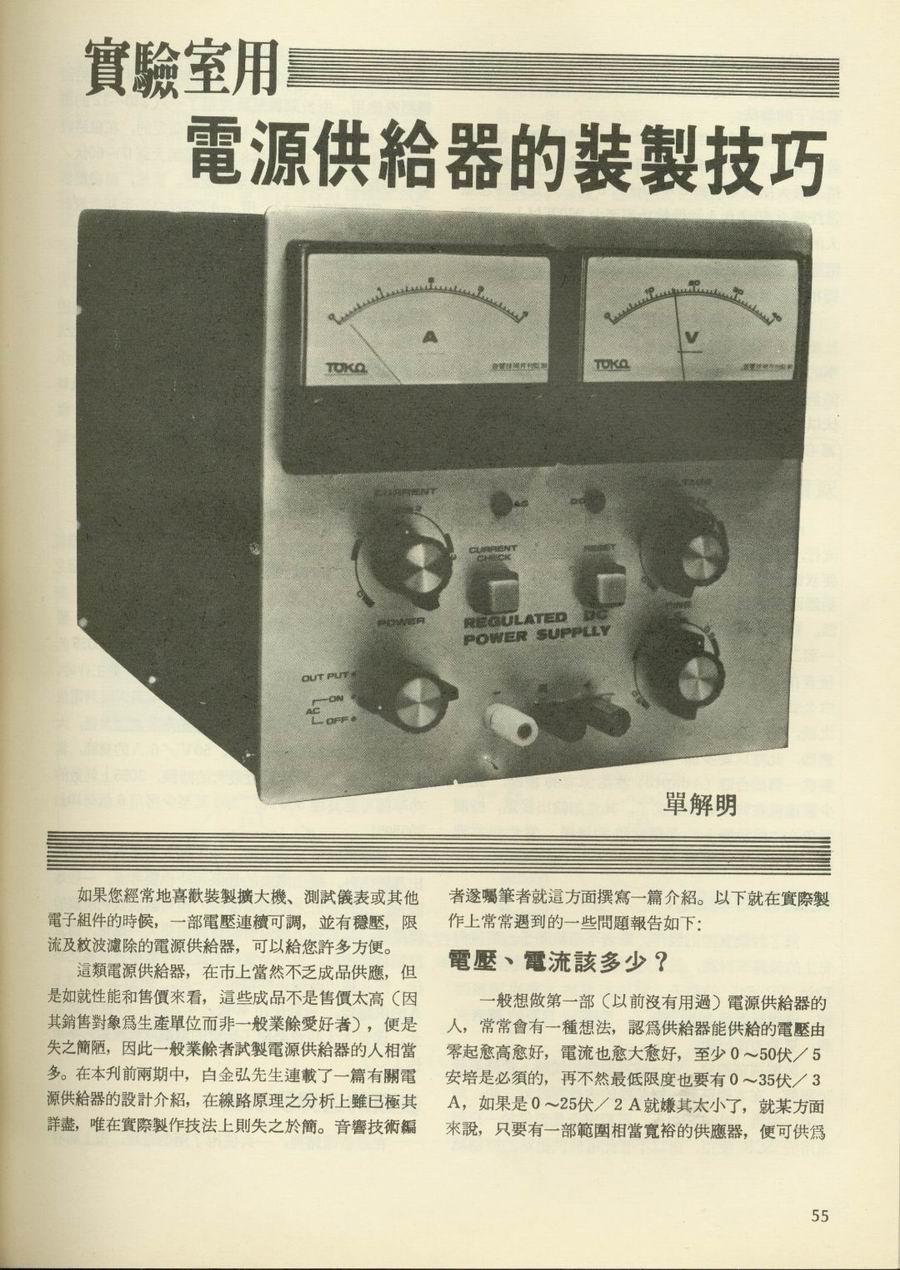 實驗室用
電源供給器的裝製技巧
A
TOKO
10
20
30
V
TOKO
CURRENT
CURRENT
CHECK
RESET
POWER
REGULATED DC
POWER SUPPLLY
OUT PUT
ON
AC
OFF
單解明
如果您經常地喜歡裝製擴大機、測試儀表或其他
電子組件的時候，一部電壓連續可調，並有穩壓，限
流及紋波濾除的電源供給器，可以給您許多方便。
這類電源供給器，在市上當然不乏成品供應，但
是如就性能和售價來看，這些成品不是售價太高（因
其銷售對象爲生產單位而非一般業餘愛好者），便是
失之簡陋，因此一般業餘者試製電源供給器的人相當
多。在本刋前兩期中，白金弘先生連載了一篇有關電
源供給器的設計介紹，在線路原理之分析上雖已極其
詳盡，唯在實際製作技法上則失之於簡。音響技術編
者遂囑筆者就這方面撰寫一篇介紹。以下就在實際製
作上常常遇到的一些問題報告如下：
電壓、電流該多少？
一般想做第一部（以前沒有用過）電源供給器的
人，常常會有一種想法，認爲供給器能供給的電壓由
零起愈高愈好，電流也愈大愈好，至少0～50伏／5
安培是必須的，再不然最低限度也要有0～35伏／3
A，如果是0～25伏／2A就嫌其太小了，就某方面
來說，只要有一部範圍相當寬裕的供應器，便可供爲
55